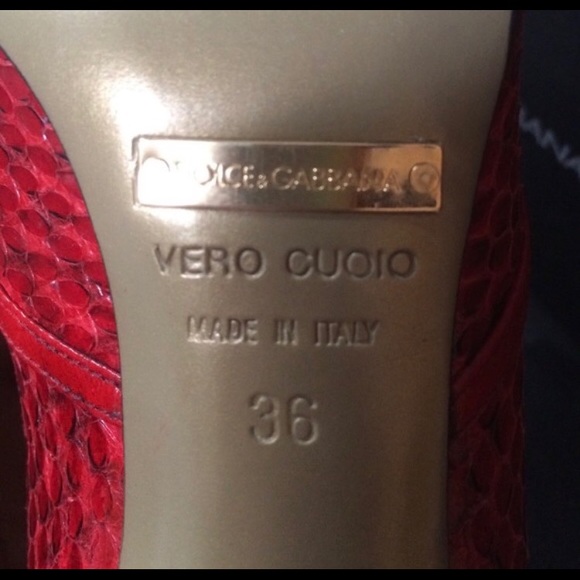 DOLCE & GABBANA
VERO CUOIO
MADE IN ITALY
36